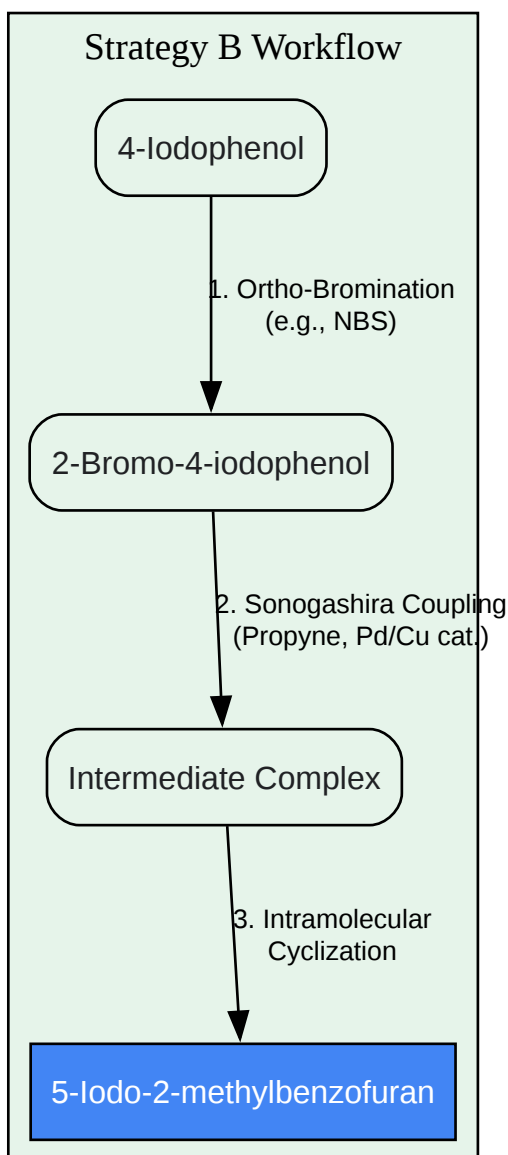 Strategy B Workflow
4-Iodophenol
1. Ortho-Bromination
(e.g., NBS)
2-Bromo-4-iodophenol
2. Sonogashira Coupling
(Propyne, Pd/Cu cat.)
Intermediate Complex
3. Intramolecular
Cyclization
5-Iodo-2-methylbenzofuran